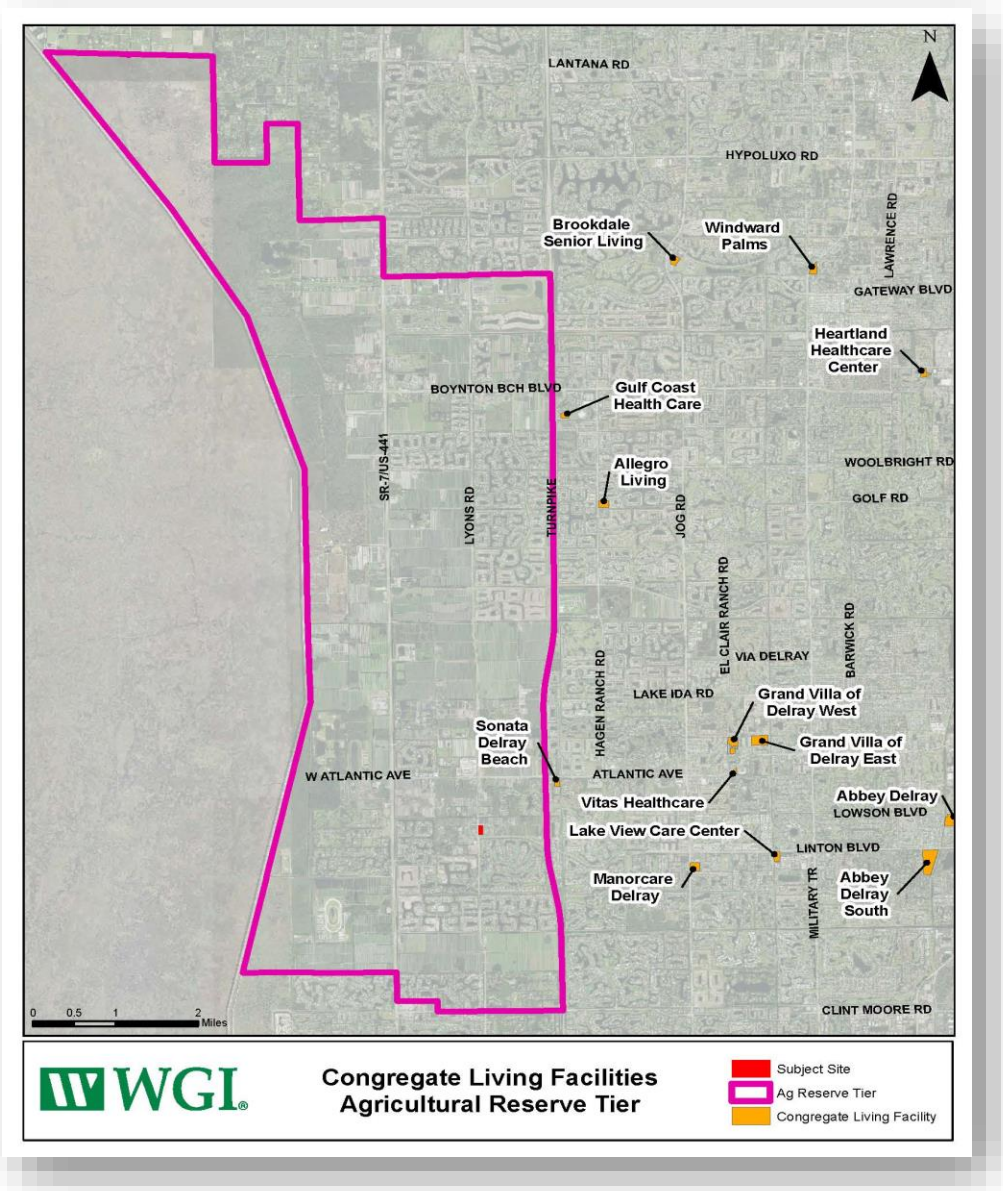 N
LANTANA RD
HYPOLUXO RD
LAWRENCE RD
Brookdale
Senior Living
Windward
Palms
GATEWAY BLVD
Heartland
Healthcare
Center
BOYNTON BCH BLVD
Gulf Coast
Health Care
SR-7/US-441
LYONS RD
TURNPIKE
Allegro
Living
JOG RD
WOOLBRIGHT RD
GOLF RD
EL CLAIR RANCH RD
BARWICK RD
VIA DELRAY
HAGEN RANCH RD
LAKE IDA RD
Grand Villa of
Delray West
Sonata
Delray
Beach
Grand Villa of
Delray East
W ATLANTIC AVE
ATLANTIC AVE
Vitas Healthcare
Abbey Delray
LOWSON BLVD
Lake View Care Center
LINTON BLVD
Manorcare
Delray
MILITARY TR
Abbey
Delray
South
CLINT MOORE RD
0 0.5 1 2
Miles
W WGI®
Congregate Living Facilities
Agricultural Reserve Tier
Subject Site
Ag Reserve Tier
Congregate Living Facility